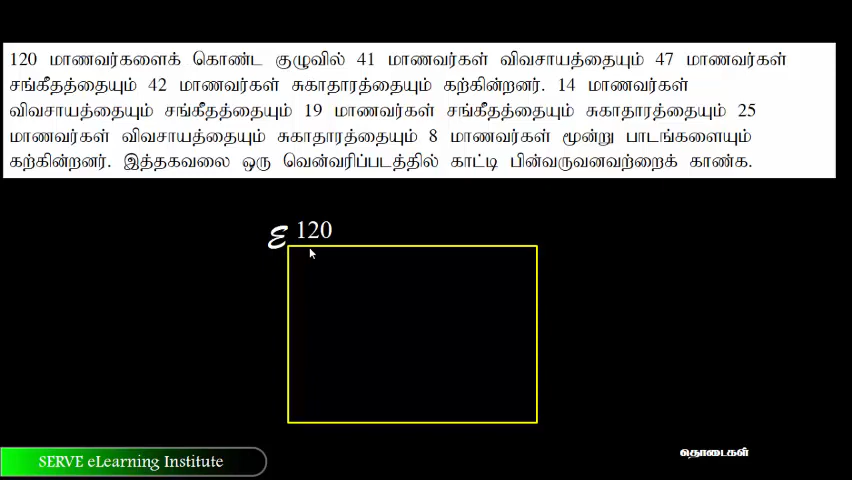 120 மாணவர்களைக் கொண்ட குழுவில் 41 மாணவர்கள் விவசாயத்தையும் 47 மாணவர்கள்
சங்கீதத்தையும் 42 மாணவர்கள் சுகாதாரத்தையும் கற்கின்றனர். 14 மாணவர்கள்
விவசாயத்தையும் சங்கீதத்தையும் 19 மாணவர்கள் சங்கீதத்தையும் சுகாதாரத்தையும் 25
மாணவர்கள் விவசாயத்தையும் சுகாதாரத்தையும் 8 மாணவர்கள் மூன்று பாடங்களையும்
கற்கின்றனர். இத்தகவலை ஒரு வென்வரிப்படத்தில் காட்டி பின்வருவனவற்றைக் காண்க.
ℰ 120
SERVE eLearning Institute
தொடைகள்